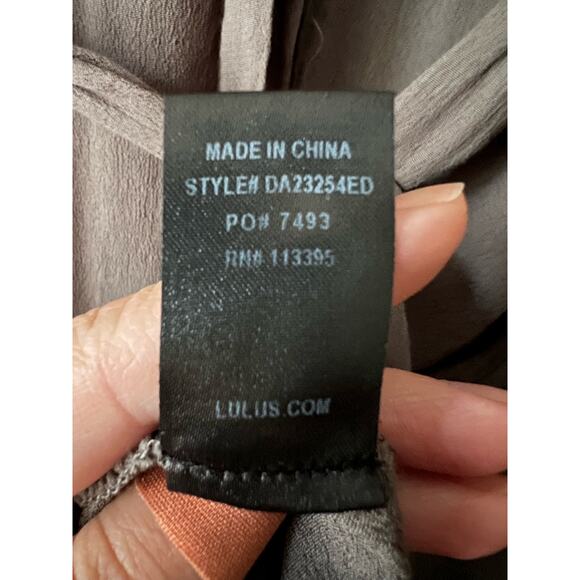 MADE IN CHINA
STYLE# DA23254ED
PO# 7493
RN# 113395
LULUS.COM